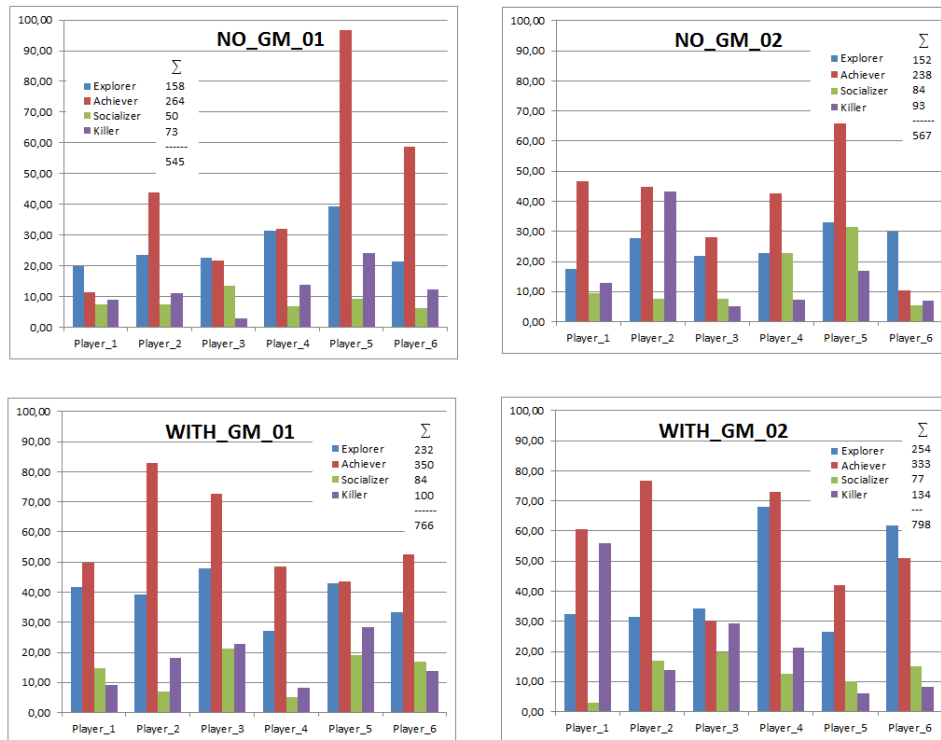 NO_GM_01
∑
Explorer 158
Achiever 264
Socializer 50
Killer 73
------
545
100,00
90,00
80,00
70,00
60,00
50,00
40,00
30,00
20,00
10,00
0,00
Player_1 Player_2 Player_3 Player_4 Player_5 Player_6
NO_GM_02
∑
Explorer 152
Achiever 238
Socializer 84
Killer 93
------
567
100,00
90,00
80,00
70,00
60,00
50,00
40,00
30,00
20,00
10,00
0,00
Player_1 Player_2 Player_3 Player_4 Player_5 Player_6
WITH_GM_01
∑
Explorer 232
Achiever 350
Socializer 84
Killer 100
------
766
100,00
90,00
80,00
70,00
60,00
50,00
40,00
30,00
20,00
10,00
0,00
Player_1 Player_2 Player_3 Player_4 Player_5 Player_6
WITH_GM_02
∑
Explorer 254
Achiever 333
Socializer 77
Killer 134
---
798
100,00
90,00
80,00
70,00
60,00
50,00
40,00
30,00
20,00
10,00
0,00
Player_1 Player_2 Player_3 Player_4 Player_5 Player_6